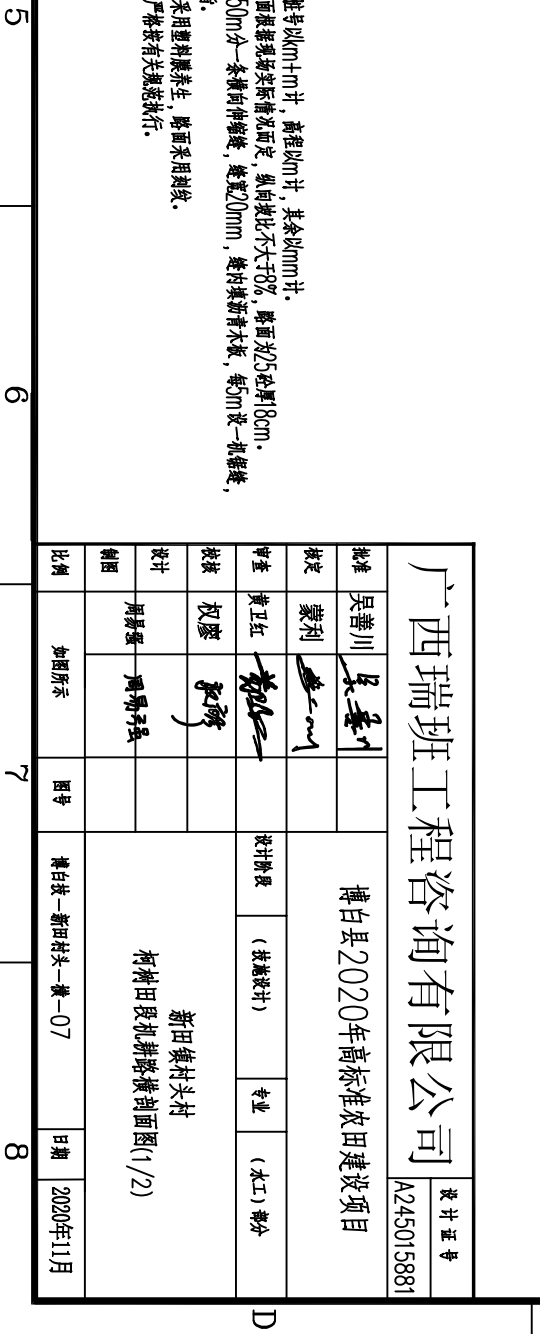 桩号以km+m计，高程以m计，其余以mm计。
面根据现场实际情况而定，纵向坡比不大于8%，路面为25砼厚18cm。
50m分一条横向伸缩缝，缝宽20mm，缝内填沥青木板，每5m设一机锯缝，
采用塑料膜养生，路面采用刻纹。
严格按有关规范执行。
广西瑞班工程咨询有限公司
设计证号
A245015881
批准 吴善川 吴善川
核定 蒙利
审查 黄卫红
校核 权廖
设计
制图 周易强 周易强
博白县2020年高标准农田建设项目
设计阶段 （技施设计） 专业 （水工）部分
新田镇村头村
柯树田段机耕路横剖面图(1/2)
比例 如图所示 图号 博白技—新田村头—横—07 日期 2020年11月
5
6
7
8
D